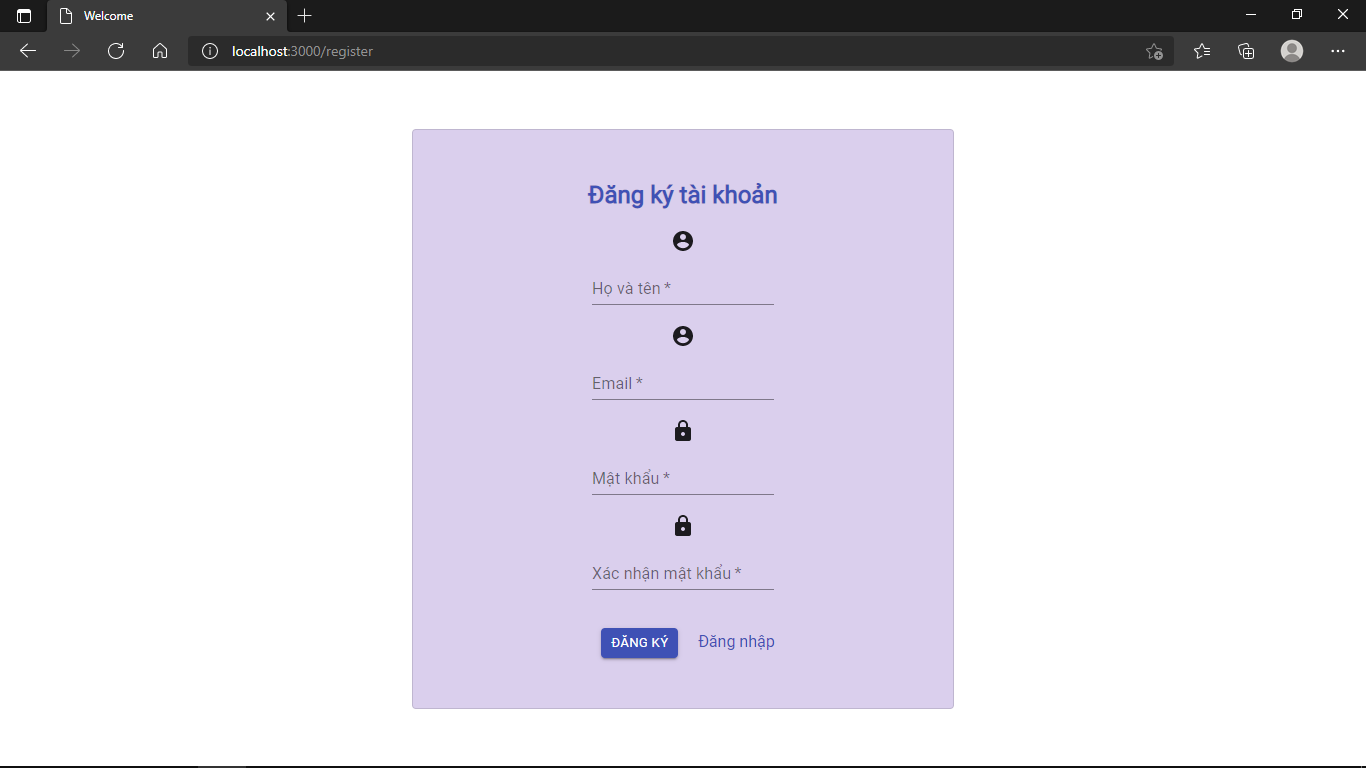 Welcome
localhost:3000/register
Đăng ký tài khoản
Họ và tên *
Email *
Mật khẩu *
Xác nhận mật khẩu *
ĐĂNG KÝ Đăng nhập